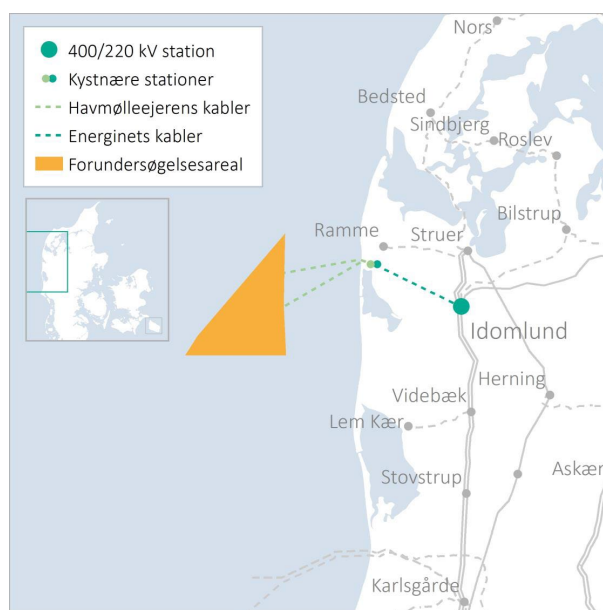 400/220 kV station
Kystnære stationer
Havmølleejerens kabler
Energinets kabler
Forundersøgelsesareal
Nors
Bedsted
Sindbjerg
Roslev
Bilstrup
Ramme
Struer
Idomlund
Herning
Videbæk
Lem Kær
Askær
Stovstrup
Karlsgårde